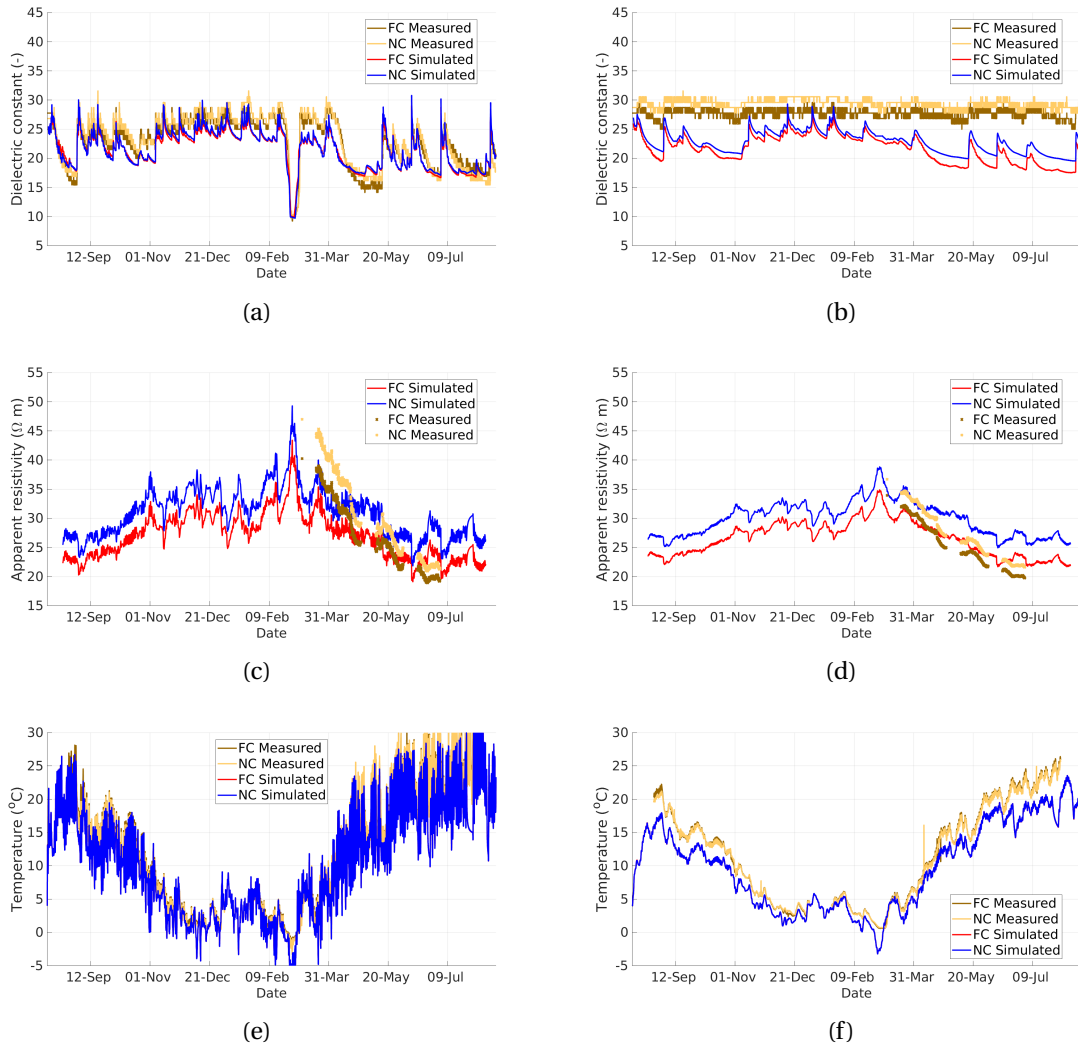 45
40
35
30
25
20
15
10
5
Dielectric constant (-)
FC Measured
NC Measured
FC Simulated
NC Simulated
12-Sep 01-Nov 21-Dec 09-Feb 31-Mar 20-May 09-Jul
Date
(a)
45
40
35
30
25
20
15
10
5
Dielectric constant (-)
FC Measured
NC Measured
FC Simulated
NC Simulated
12-Sep 01-Nov 21-Dec 09-Feb 31-Mar 20-May 09-Jul
Date
(b)
55
50
45
40
35
30
25
20
15
Apparent resistivity (Ω m)
FC Simulated
NC Simulated
FC Measured
NC Measured
12-Sep 01-Nov 21-Dec 09-Feb 31-Mar 20-May 09-Jul
Date
(c)
55
50
45
40
35
30
25
20
15
Apparent resistivity (Ω m)
FC Simulated
NC Simulated
FC Measured
NC Measured
12-Sep 01-Nov 21-Dec 09-Feb 31-Mar 20-May 09-Jul
Date
(d)
30
25
20
15
10
5
0
-5
Temperature (°C)
FC Measured
NC Measured
FC Simulated
NC Simulated
12-Sep 01-Nov 21-Dec 09-Feb 31-Mar 20-May 09-Jul
Date
(e)
30
25
20
15
10
5
0
-5
Temperature (°C)
FC Measured
NC Measured
FC Simulated
NC Simulated
12-Sep 01-Nov 21-Dec 09-Feb 31-Mar 20-May 09-Jul
Date
(f)